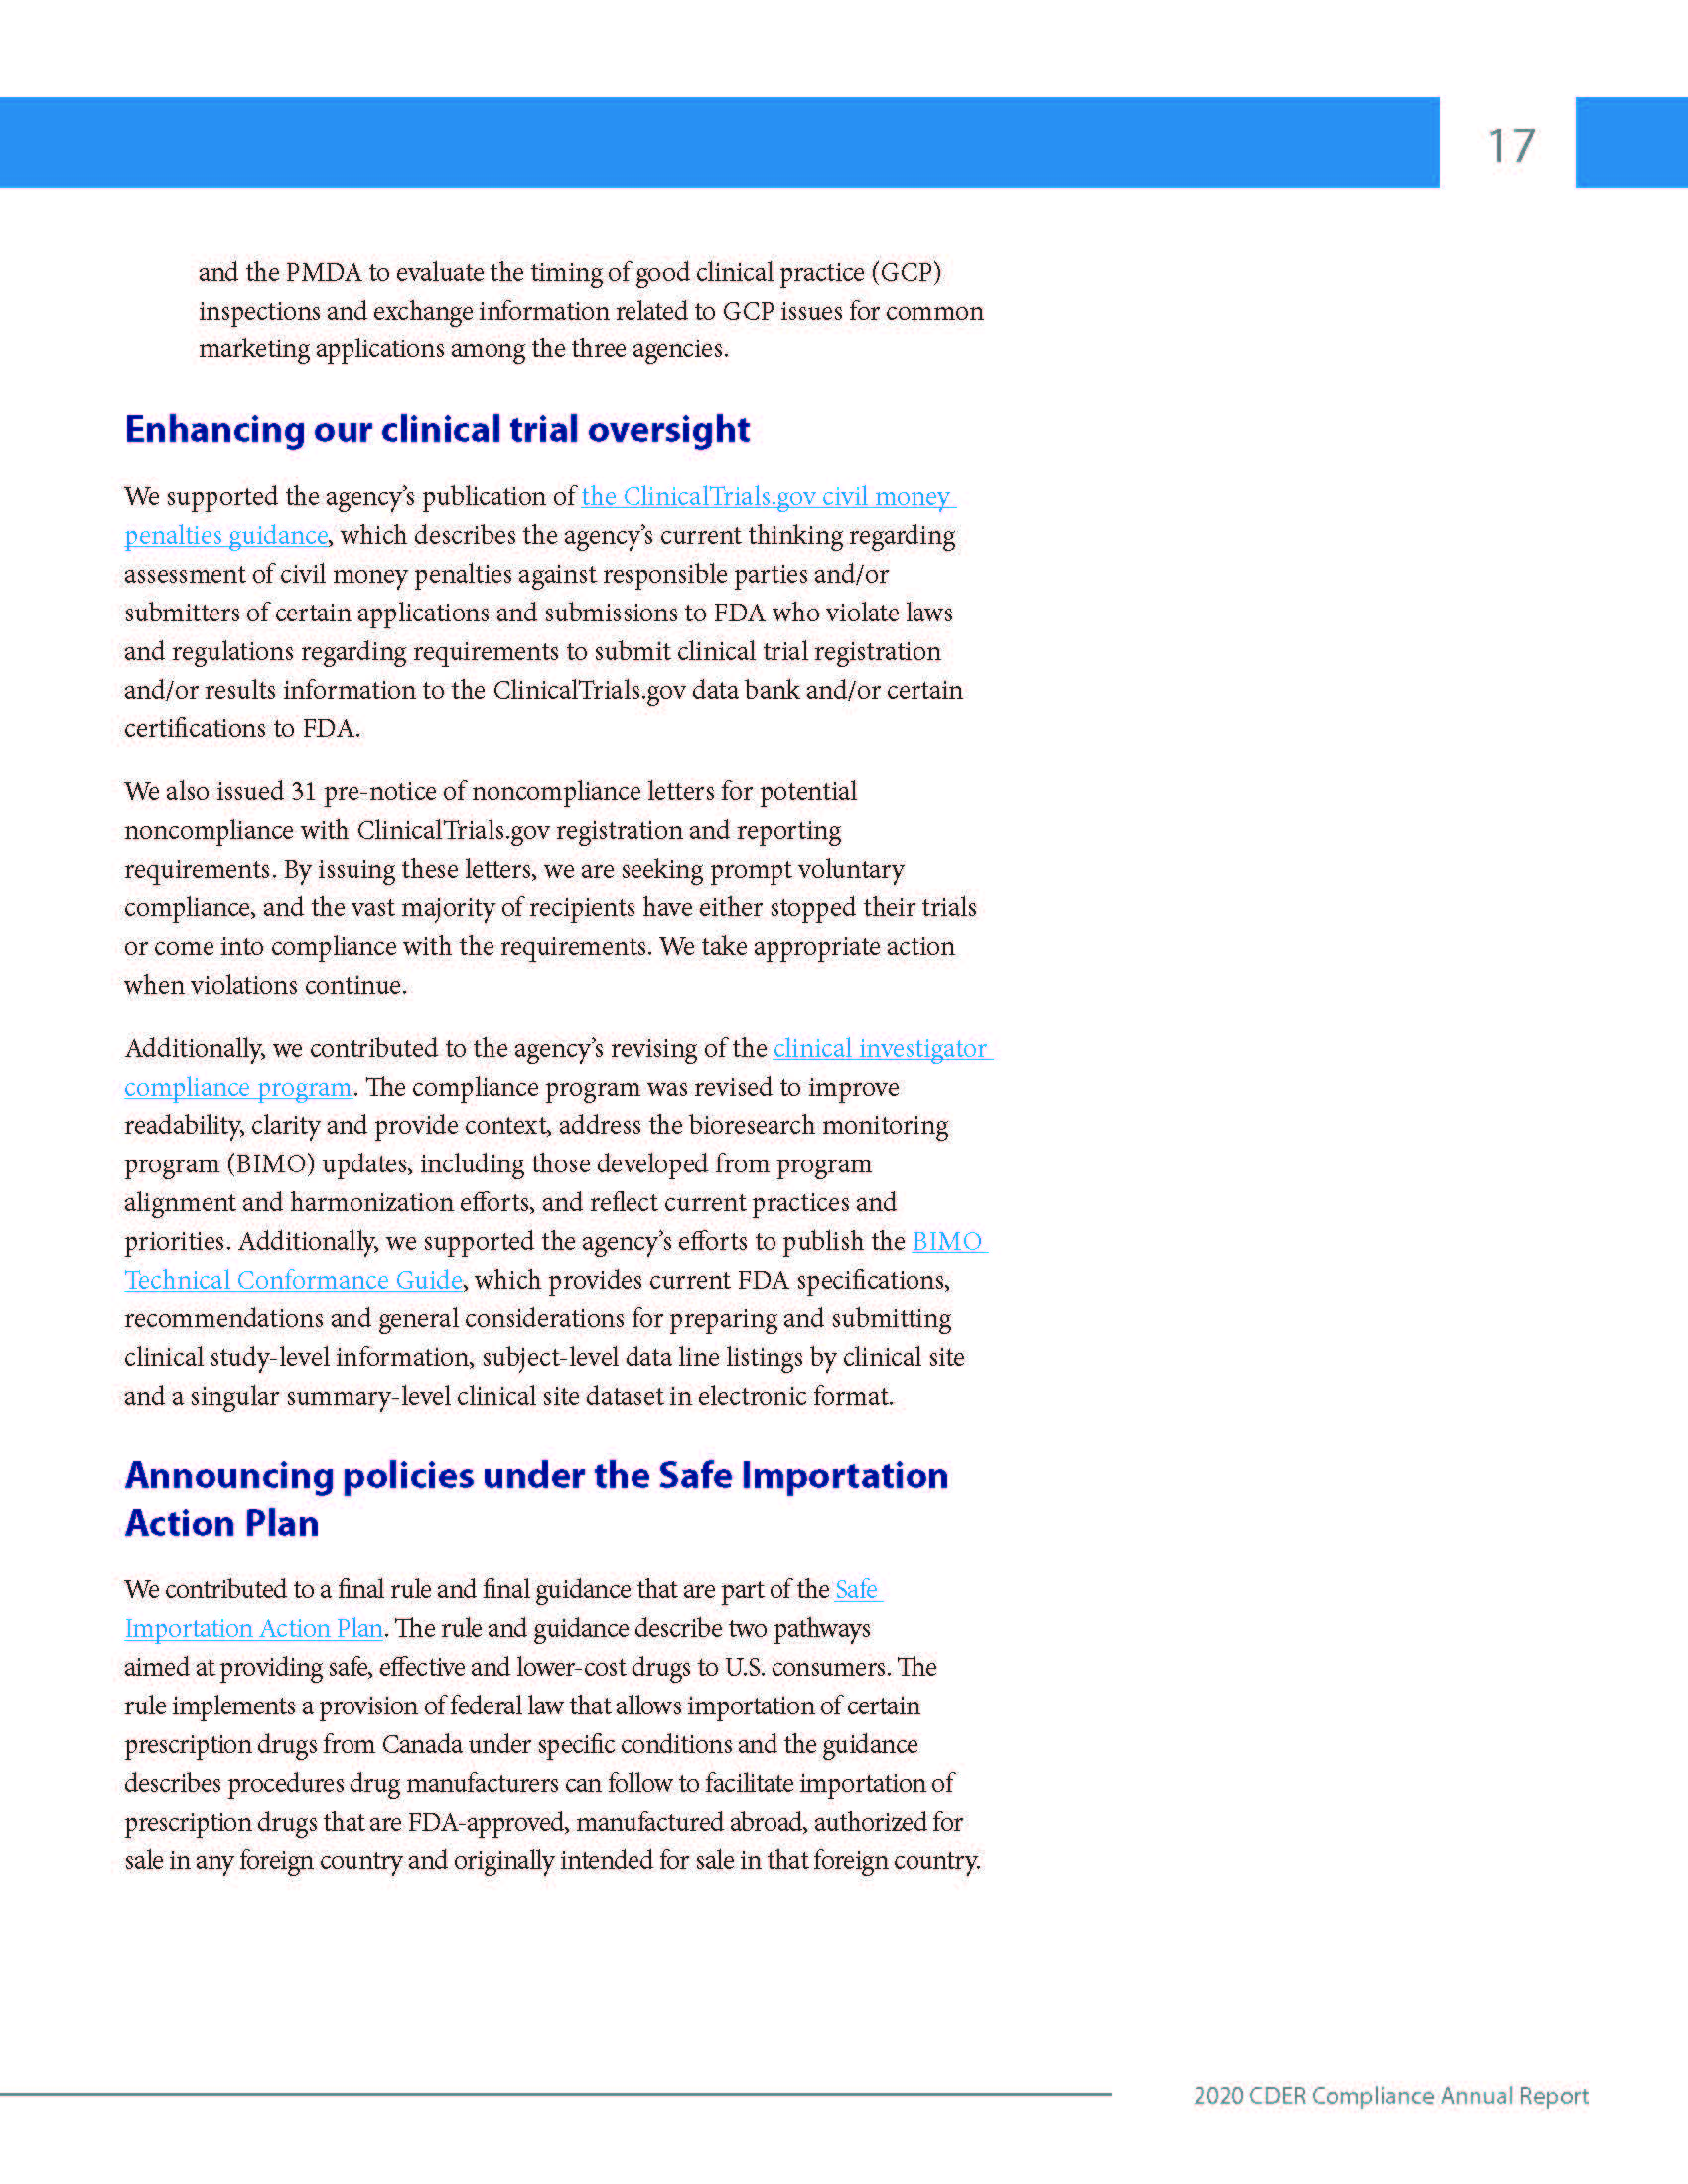 17
and the PMDA to evaluate the timing of good clinical practice (GCP)
inspections and exchange information related to GCP issues for common
marketing applications among the three agencies.
Enhancing our clinical trial oversight
We supported the agency’s publication of the ClinicalTrials.gov civil money
penalties guidance, which describes the agency’s current thinking regarding
assessment of civil money penalties against responsible parties and/or
submitters of certain applications and submissions to FDA who violate laws
and regulations regarding requirements to submit clinical trial registration
and/or results information to the ClinicalTrials.gov data bank and/or certain
certifications to FDA.
We also issued 31 pre-notice of noncompliance letters for potential
noncompliance with ClinicalTrials.gov registration and reporting
requirements. By issuing these letters, we are seeking prompt voluntary
compliance, and the vast majority of recipients have either stopped their trials
or come into compliance with the requirements. We take appropriate action
when violations continue.
Additionally, we contributed to the agency’s revising of the clinical investigator
compliance program. The compliance program was revised to improve
readability, clarity and provide context, address the bioresearch monitoring
program (BIMO) updates, including those developed from program
alignment and harmonization efforts, and reflect current practices and
priorities. Additionally, we supported the agency’s efforts to publish the BIMO
Technical Conformance Guide, which provides current FDA specifications,
recommendations and general considerations for preparing and submitting
clinical study-level information, subject-level data line listings by clinical site
and a singular summary-level clinical site dataset in electronic format.
Announcing policies under the Safe Importation
Action Plan
We contributed to a final rule and final guidance that are part of the Safe
Importation Action Plan. The rule and guidance describe two pathways
aimed at providing safe, effective and lower-cost drugs to U.S. consumers. The
rule implements a provision of federal law that allows importation of certain
prescription drugs from Canada under specific conditions and the guidance
describes procedures drug manufacturers can follow to facilitate importation of
prescription drugs that are FDA-approved, manufactured abroad, authorized for
sale in any foreign country and originally intended for sale in that foreign country.
2020 CDER Compliance Annual Report